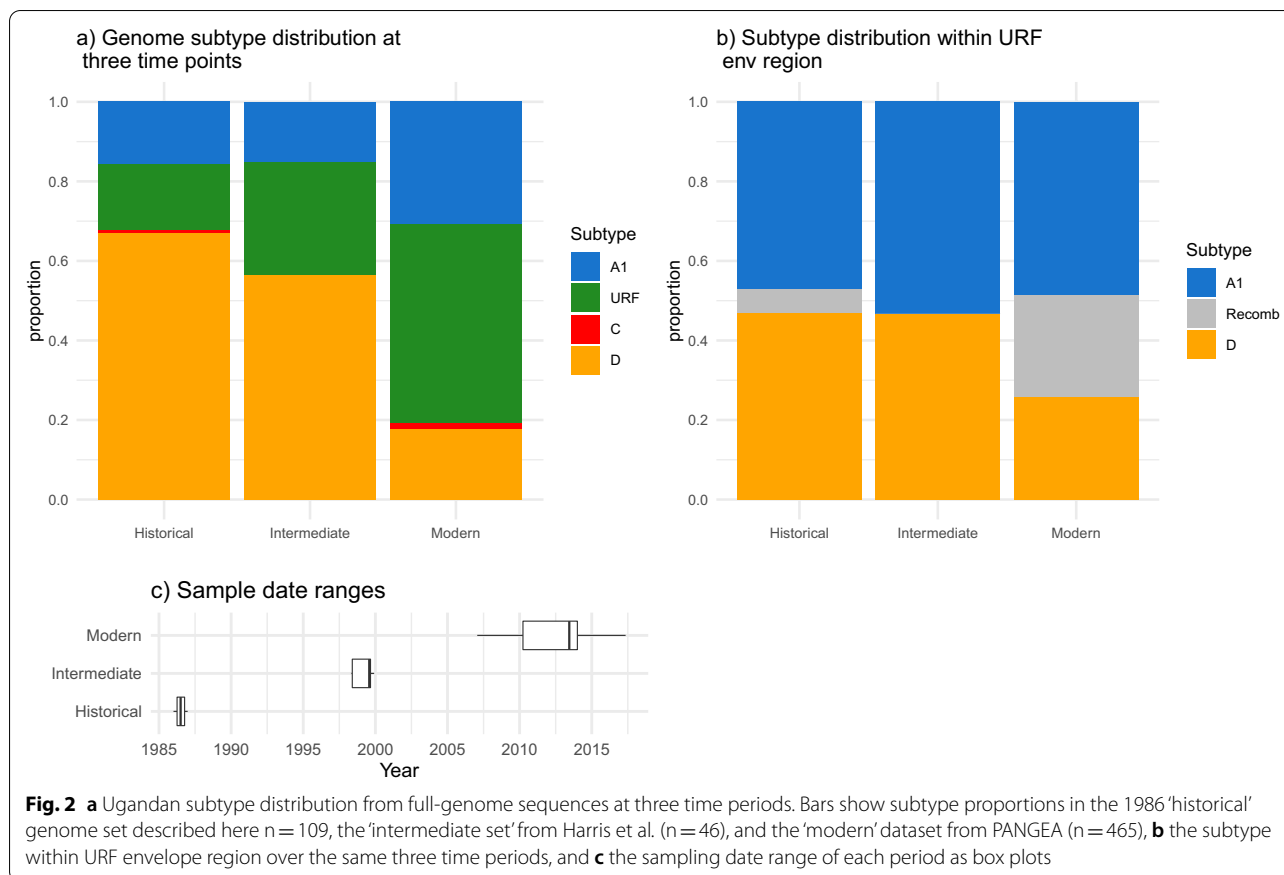 a) Genome subtype distribution at
three time points
1.0
0.8
0.6
0.4
0.2
0.0
proportion
Historical
Intermediate
Modern
Subtype
A1
URF
C
D
b) Subtype distribution within URF
env region
1.0
0.8
0.6
0.4
0.2
0.0
proportion
Historical
Intermediate
Modern
Subtype
A1
Recomb
D
c) Sample date ranges
Modern
Intermediate
Historical
1985 1990 1995 2000 2005 2010 2015
Year
Fig. 2 a Ugandan subtype distribution from full-genome sequences at three time periods. Bars show subtype proportions in the 1986 ‘historical’
genome set described here n = 109, the ‘intermediate set’ from Harris et al. (n = 46), and the ‘modern’ dataset from PANGEA (n = 465), b the subtype
within URF envelope region over the same three time periods, and c the sampling date range of each period as box plots